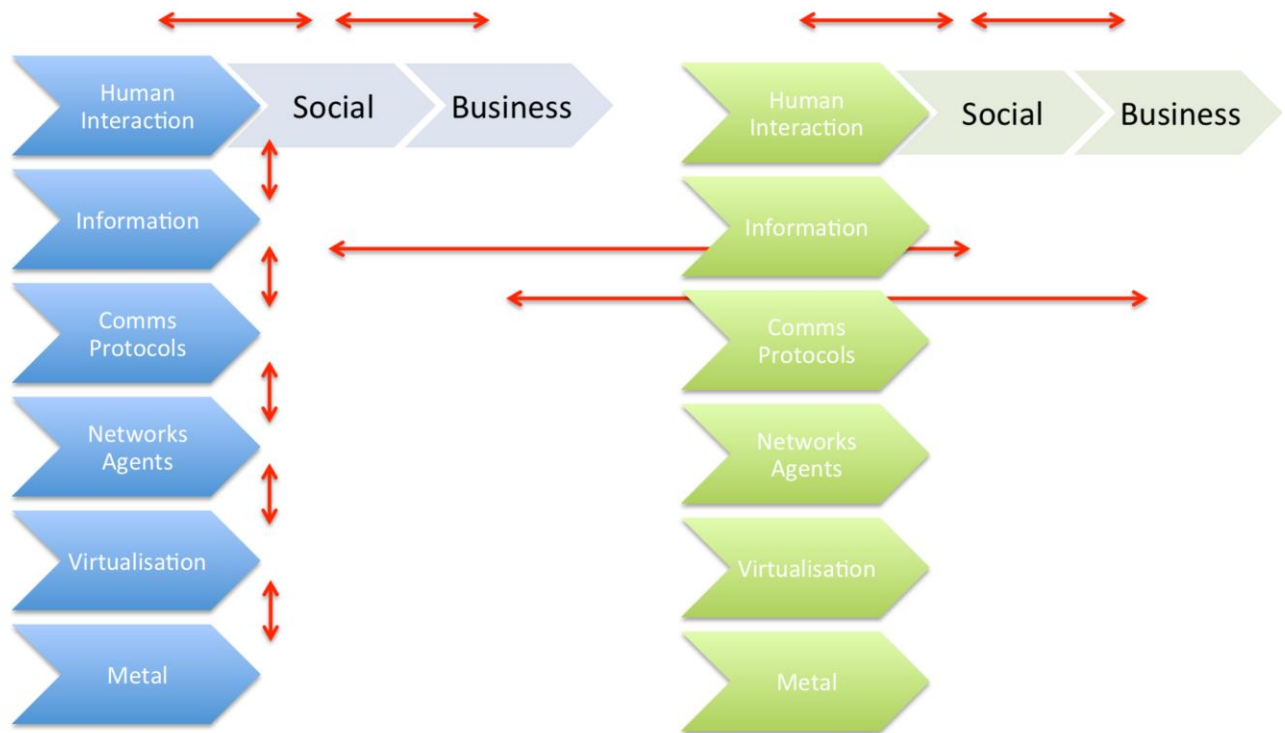 Human
Interaction
Social
Business
Information
Comms
Protocols
Networks
Agents
Virtualisation
Metal
Human
Interaction
Social
Business
Information
Comms
Protocols
Networks
Agents
Virtualisation
Metal